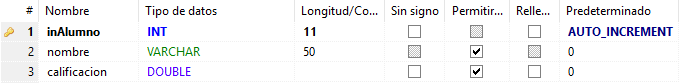 # Nombre Tipo de datos Longitud/Co... Sin signo Permitir... Relle... Predeterminado
1 inAlumno INT 11 AUTO_INCREMENT
2 nombre VARCHAR 50 0
3 calificacion DOUBLE 0